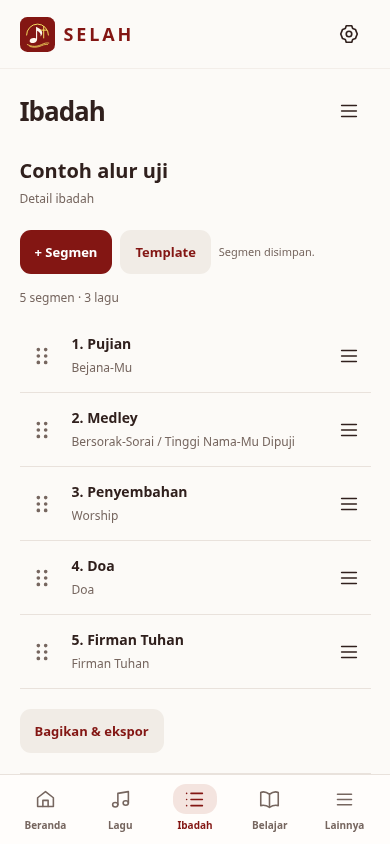 SELAH
Ibadah
Contoh alur uji
Detail ibadah
+ Segmen
Template
Segmen disimpan.
5 segmen · 3 lagu
1. Pujian
Bejana-Mu
2. Medley
Bersorak-Sorai / Tinggi Nama-Mu Dipuji
3. Penyembahan
Worship
4. Doa
Doa
5. Firman Tuhan
Firman Tuhan
Bagikan & ekspor
Beranda
Lagu
Ibadah
Belajar
Lainnya